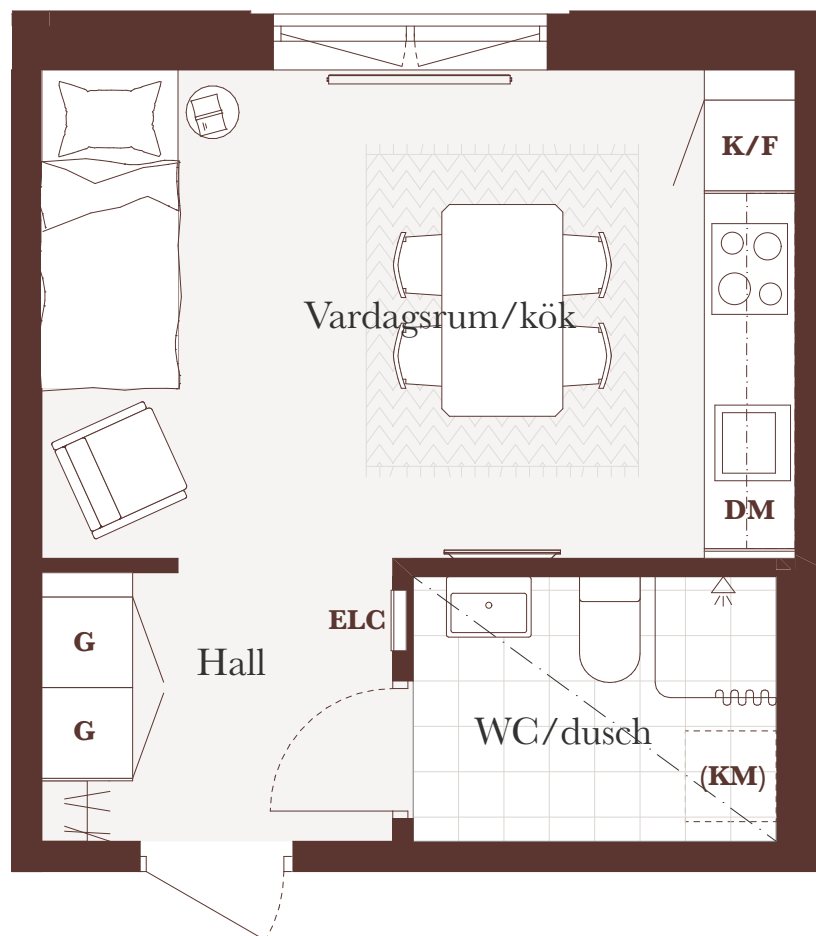 K/F
Vardagsrum/kök
DM
ELC
G
Hall
G
WC/dusch
(KM)